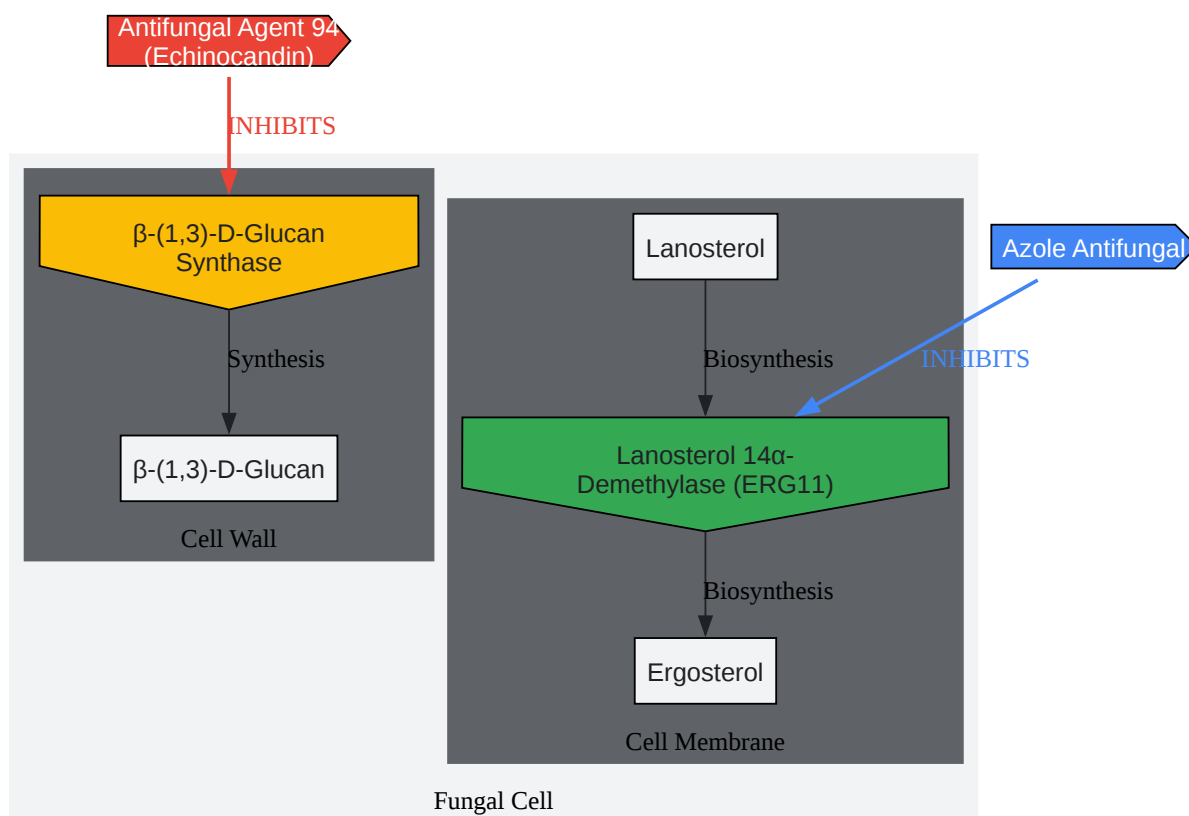 Antifungal Agent 94
(Echinocandin)
INHIBITS
β-(1,3)-D-Glucan
Synthase
Synthesis
β-(1,3)-D-Glucan
Cell Wall
Lanosterol
Biosynthesis
Azole Antifungal
INHIBITS
Lanosterol 14α-
Demethylase (ERG11)
Biosynthesis
Ergosterol
Cell Membrane
Fungal Cell